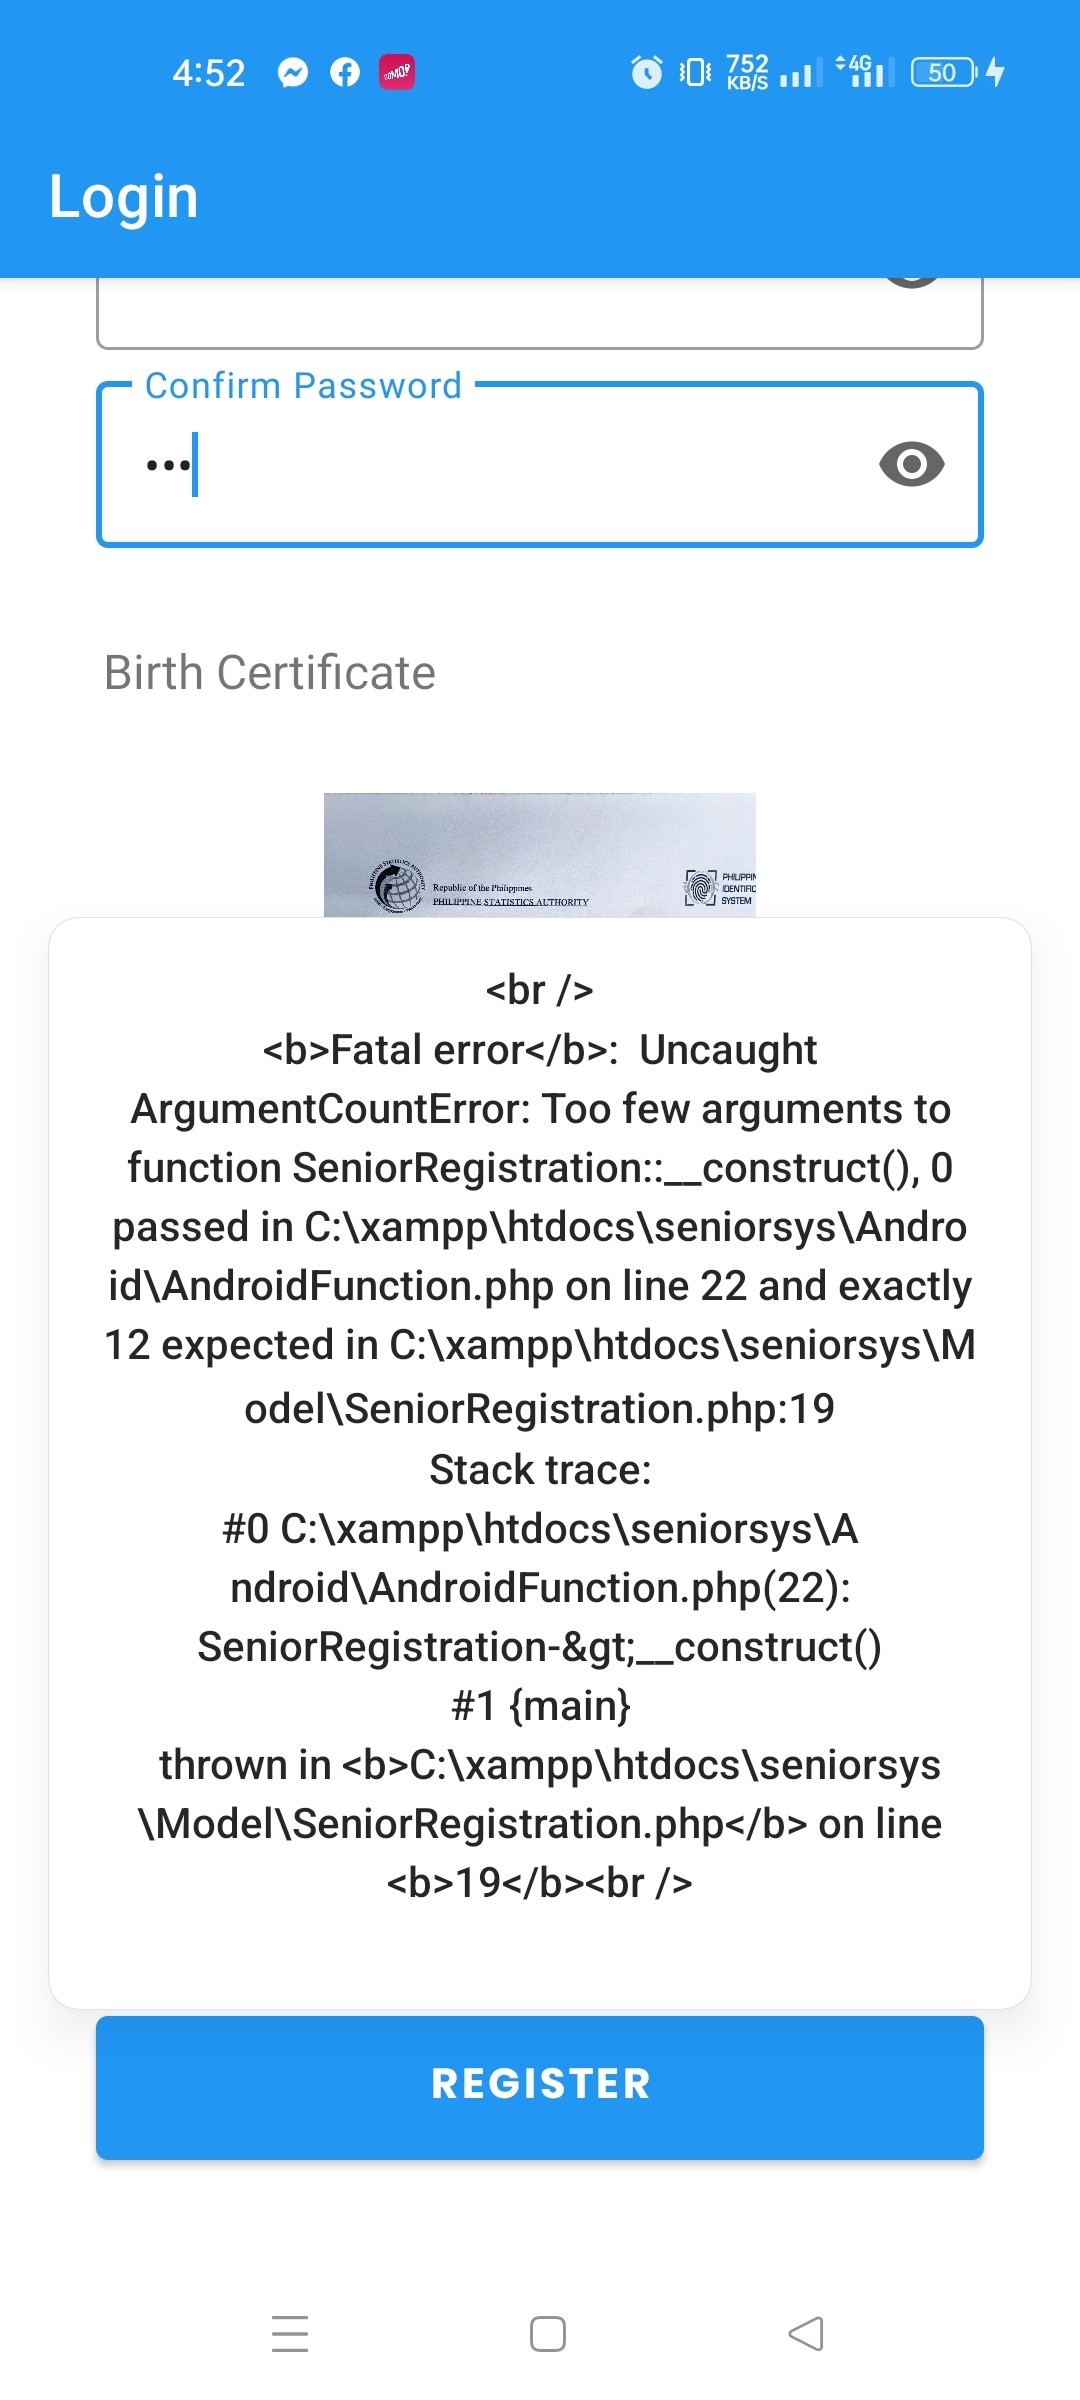 4:52
752
KB/S
4G
50
Login
Confirm Password
Birth Certificate
Republic of the Philippines
PHILIPPINE STATISTICS AUTHORITY
PHILIPPIN
IDENTIFIC
SYSTEM
<br />
<b>Fatal error</b>:  Uncaught
ArgumentCountError: Too few arguments to
function SeniorRegistration::__construct(), 0
passed in C:\xampp\htdocs\seniorsys\Andro
id\AndroidFunction.php on line 22 and exactly
12 expected in C:\xampp\htdocs\seniorsys\M
odel\SeniorRegistration.php:19
Stack trace:
#0 C:\xampp\htdocs\seniorsys\A
ndroid\AndroidFunction.php(22):
SeniorRegistration-&gt;__construct()
#1 {main}
thrown in <b>C:\xampp\htdocs\seniorsys
\Model\SeniorRegistration.php</b> on line
<b>19</b><br />
REGISTER